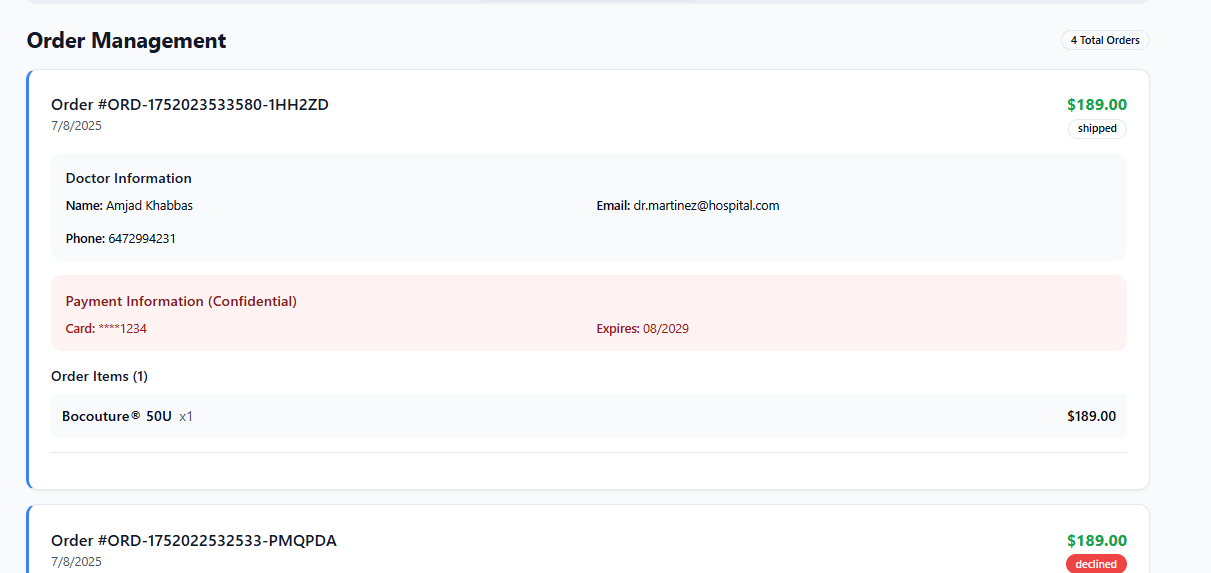 Order Management
4 Total Orders
Order #ORD-1752023533580-1HH2ZD
$189.00
7/8/2025
shipped
Doctor Information
Name: Amjad Khabbas
Email: dr.martinez@hospital.com
Phone: 6472994231
Payment Information (Confidential)
Card: ****1234
Expires: 08/2029
Order Items (1)
Bocouture® 50U x1
$189.00
Order #ORD-1752022532533-PMQPDA
$189.00
7/8/2025
declined